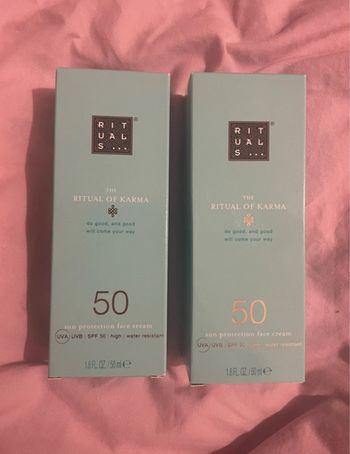 RIT
UAL
S...
®
THE
RITUAL OF KARMA
do good, and good
will come your way
50
sun protection face cream
UVA | UVB | SPF 50 | high | water resistant
1.6 FL. OZ. / 50 ml ℮
RIT
UAL
S...
®
THE
RITUAL OF KARMA
do good, and good
will come your way
50
sun protection face cream
UVA | UVB | SPF 50 | high | water resistant
1.6 FL. OZ. / 50 ml ℮